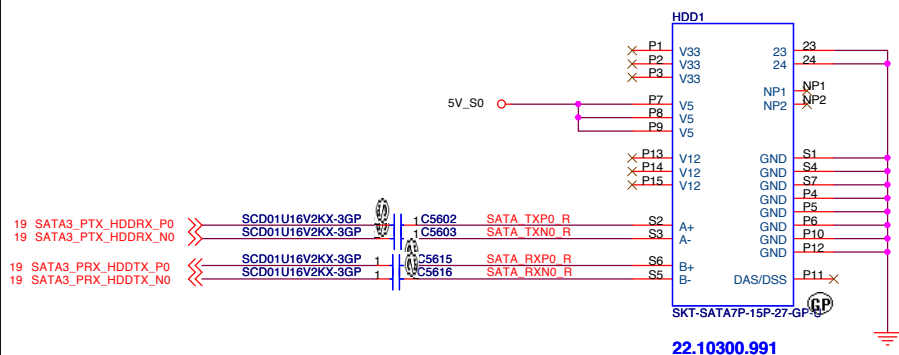 HDD1
P1 V33 23 23
P2 V33 24 24
P3 V33
NP1 NP1
5V_S0 P7 V5 NP2 NP2
P8 V5
P9 V5
P13 V12 GND S1
P14 V12 GND S4
P15 V12 GND S7
GND P4
GND P5
19 SATA3_PTX_HDDRX_P0 SCD01U16V2KX-3GP 1 C5602 SATA_TXP0_R S2 A+ GND P6
19 SATA3_PTX_HDDRX_N0 SCD01U16V2KX-3GP 1 C5603 SATA_TXN0_R S3 A- GND P10
GND P12
19 SATA3_PRX_HDDTX_P0 SCD01U16V2KX-3GP 1 C5615 SATA_RXP0_R S6 B+
19 SATA3_PRX_HDDTX_N0 SCD01U16V2KX-3GP 1 C5616 SATA_RXN0_R S5 B- DAS/DSS P11
GP
SKT-SATA7P-15P-27-GP-U
22.10300.991